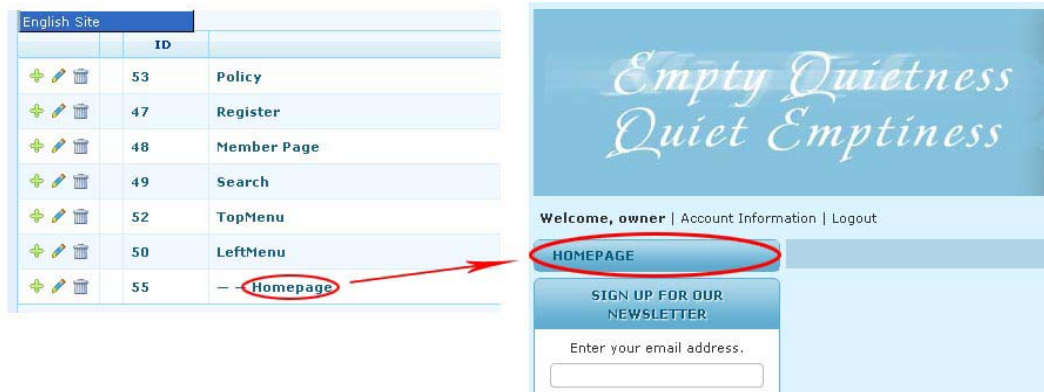 English Site
ID
53 Policy
47 Register
48 Member Page
49 Search
52 TopMenu
50 LeftMenu
55 — — Homepage
Empty Quietness
Quiet Emptiness
Welcome, owner | Account Information | Logout
HOMEPAGE
SIGN UP FOR OUR
NEWSLETTER
Enter your email address.